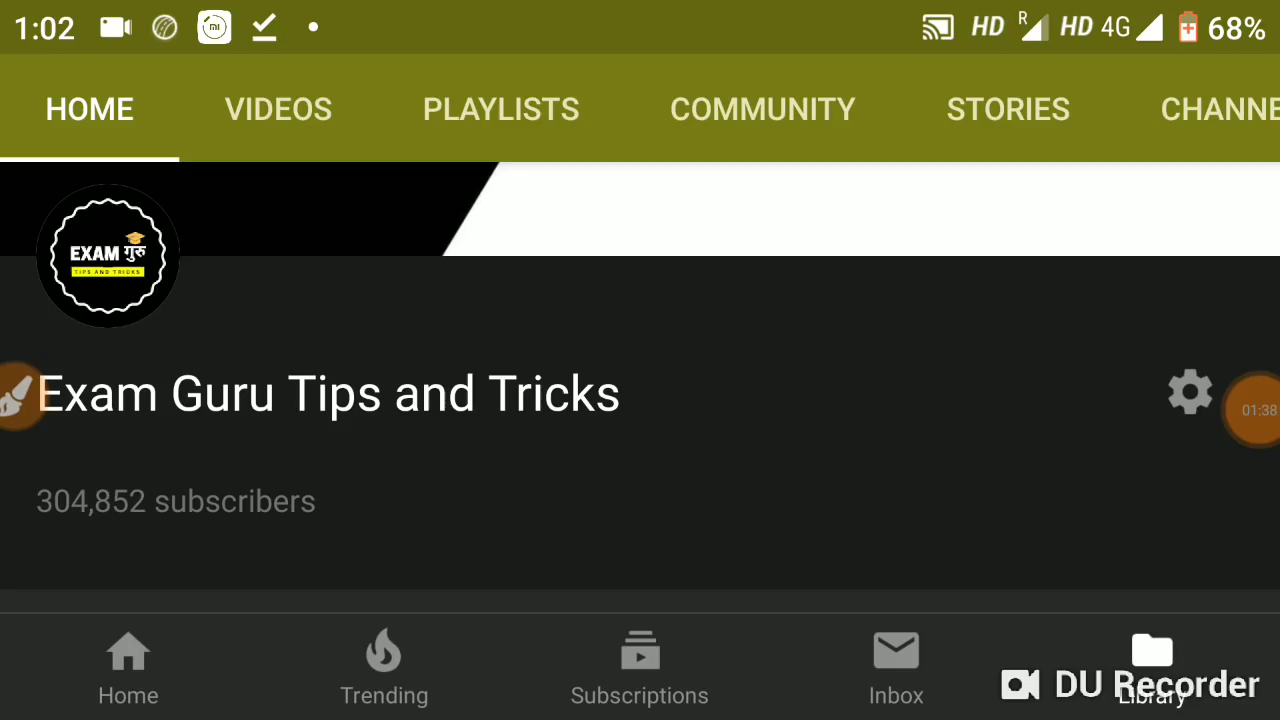 1:02 HD R HD 4G 68%
HOME VIDEOS PLAYLISTS COMMUNITY STORIES CHANNE
EXAM गुरु
TIPS AND TRICKS
Exam Guru Tips and Tricks
01:38
304,852 subscribers
Home Trending Subscriptions Inbox Library
DU Recorder